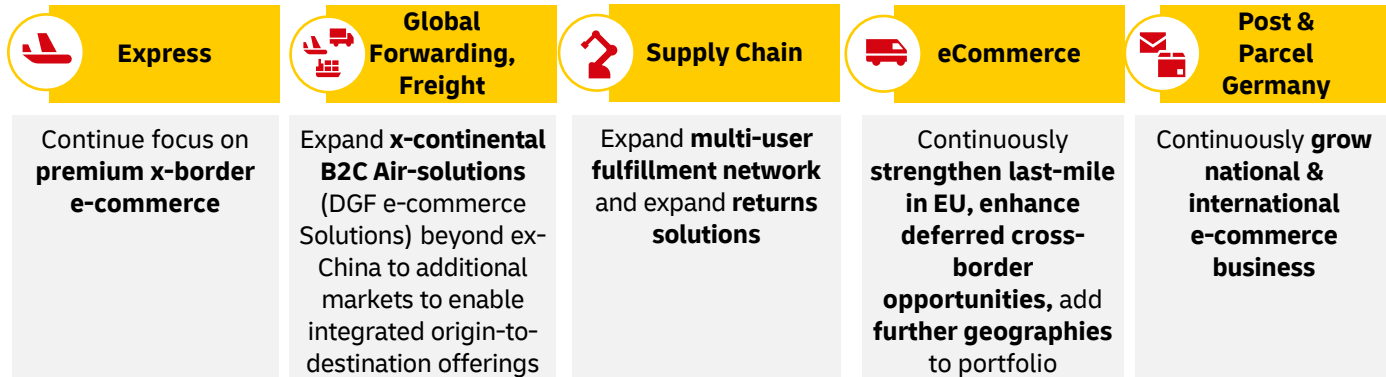 Express
Continue focus on
premium x-border
e-commerce
Global
Forwarding,
Freight
Expand x-continental
B2C Air-solutions
(DGF e-commerce
Solutions) beyond ex-
China to additional
markets to enable
integrated origin-to-
destination offerings
Supply Chain
Expand multi-user
fulfillment network
and expand returns
solutions
eCommerce
Continuously
strengthen last-mile
in EU, enhance
deferred cross-
border
opportunities, add
further geographies
to portfolio
Post &
Parcel
Germany
Continuously grow
national &
international
e-commerce
business